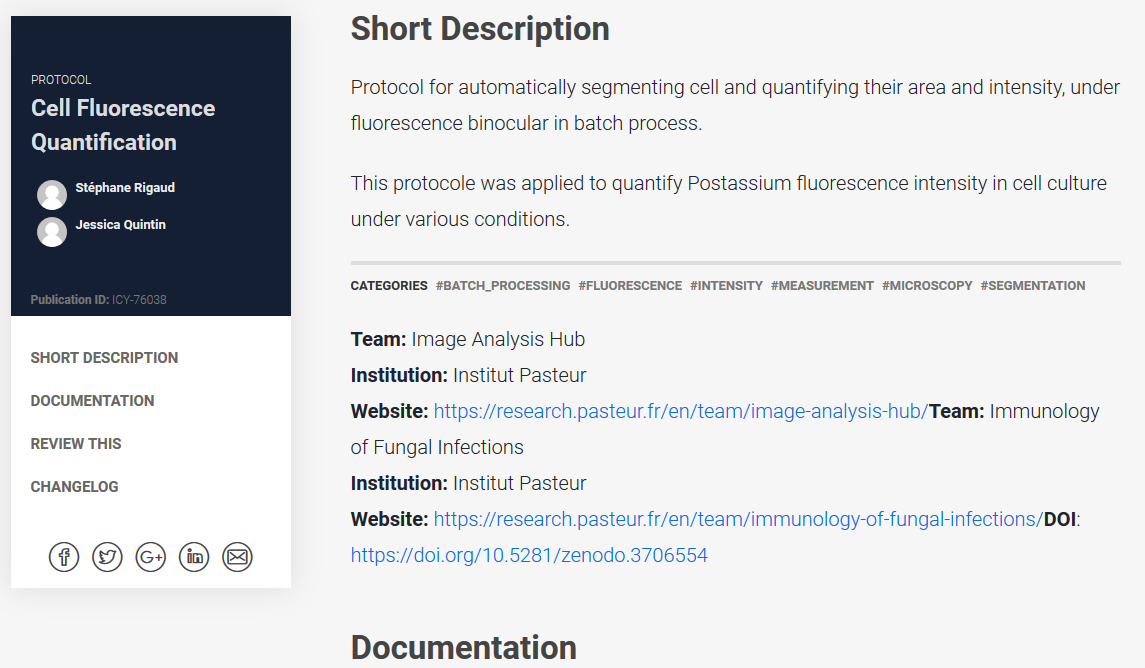 PROTOCOL
Cell Fluorescence
Quantification
Stéphane Rigaud
Jessica Quintin
Publication ID: ICY-76038
SHORT DESCRIPTION
DOCUMENTATION
REVIEW THIS
CHANGELOG
Short Description
Protocol for automatically segmenting cell and quantifying their area and intensity, under
fluorescence binocular in batch process.
This protocole was applied to quantify Postassium fluorescence intensity in cell culture
under various conditions.
CATEGORIES #BATCH_PROCESSING #FLUORESCENCE #INTENSITY #MEASUREMENT #MICROSCOPY #SEGMENTATION
Team: Image Analysis Hub
Institution: Institut Pasteur
Website: https://research.pasteur.fr/en/team/image-analysis-hub/Team: Immunology
of Fungal Infections
Institution: Institut Pasteur
Website: https://research.pasteur.fr/en/team/immunology-of-fungal-infections/DOI:
https://doi.org/10.5281/zenodo.3706554
Documentation